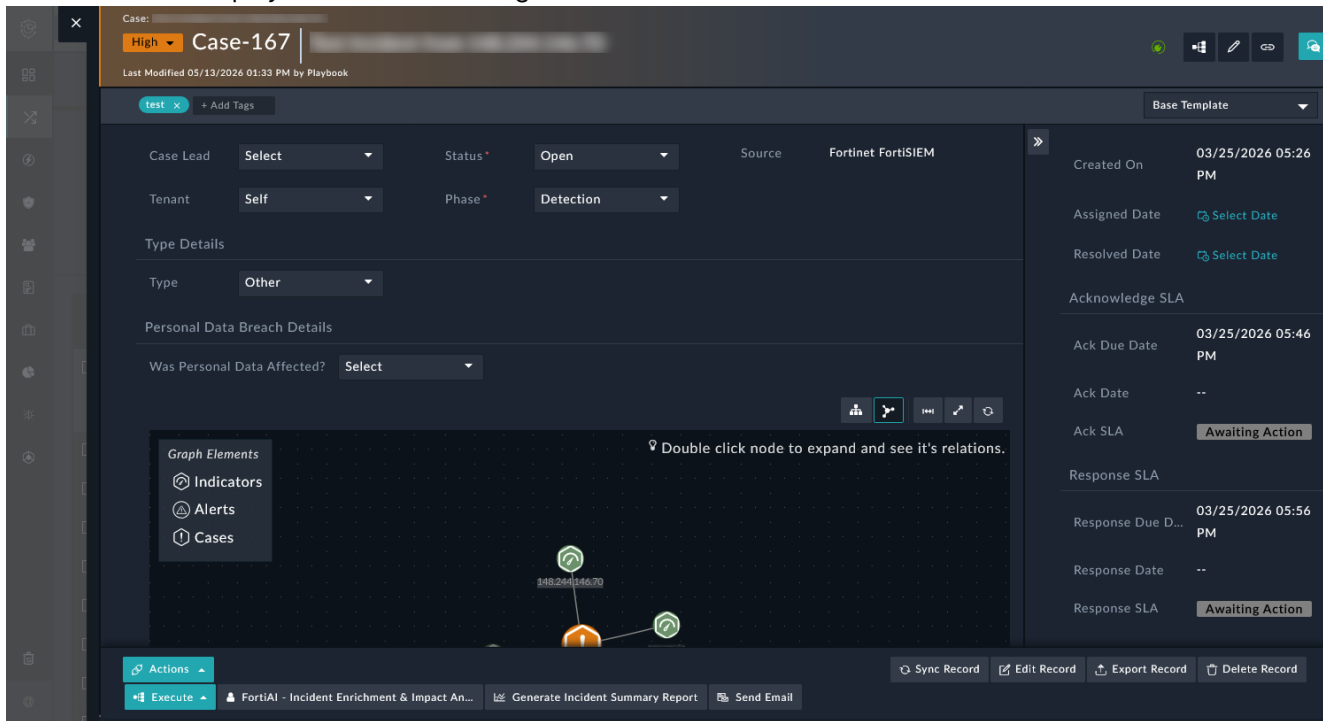 Case:
High Case-167
Last Modified 05/13/2026 01:33 PM by Playbook
test × + Add Tags
Base Template
Case Lead Select Status* Open Source Fortinet FortiSIEM
Tenant Self Phase* Detection
Type Details
Type Other
Personal Data Breach Details
Was Personal Data Affected? Select
Double click node to expand and see it's relations.
Graph Elements
Indicators
Alerts
Cases
148.244.146.70
Created On 03/25/2026 05:26
PM
Assigned Date Select Date
Resolved Date Select Date
Acknowledge SLA
Ack Due Date 03/25/2026 05:46
PM
Ack Date --
Ack SLA Awaiting Action
Response SLA
Response Due D... 03/25/2026 05:56
PM
Response Date --
Response SLA Awaiting Action
Actions Sync Record Edit Record Export Record Delete Record
Execute FortiAI - Incident Enrichment & Impact An... Generate Incident Summary Report Send Email